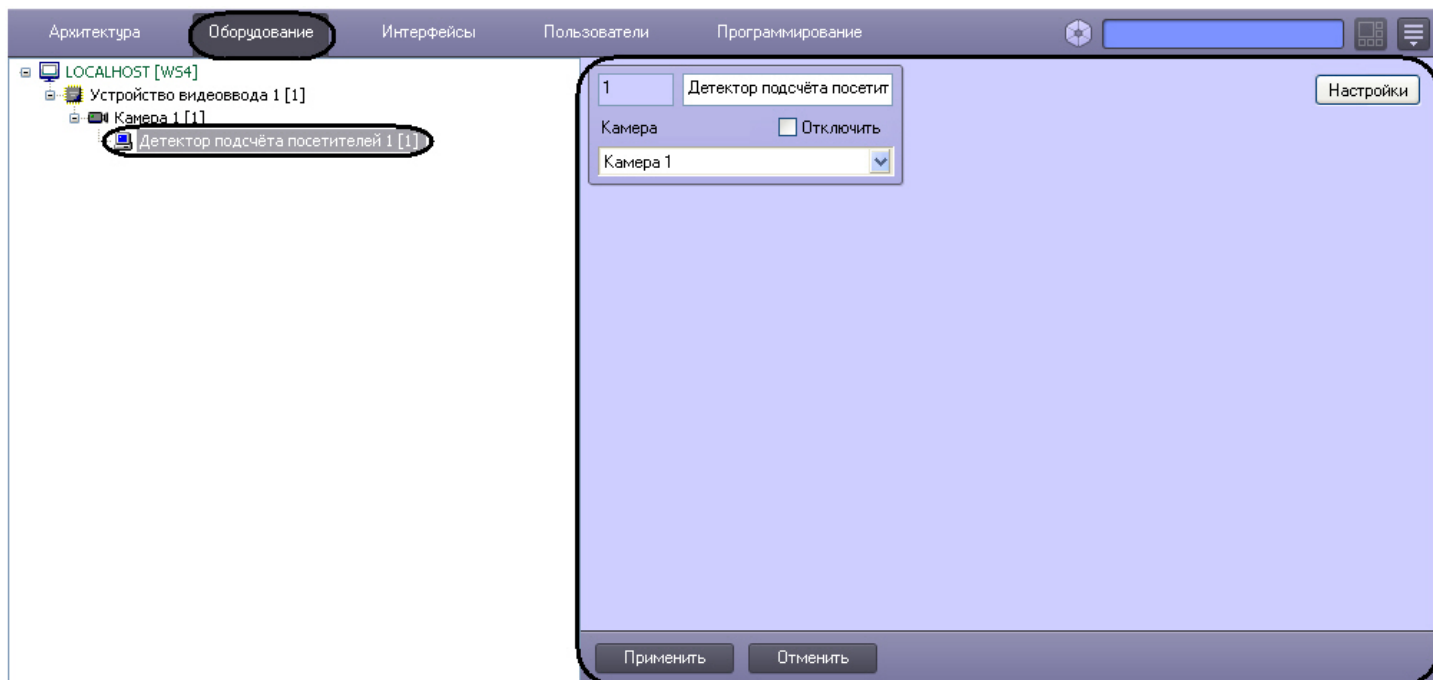 Архитектура Оборудование Интерфейсы Пользователи Программирование
LOCALHOST [WS4]
Устройство видеоввода 1 [1]
Камера 1 [1]
Детектор подсчёта посетителей 1 [1]
1 Детектор подсчёта посетит
Настройки
Камера Отключить
Камера 1
Применить Отменить